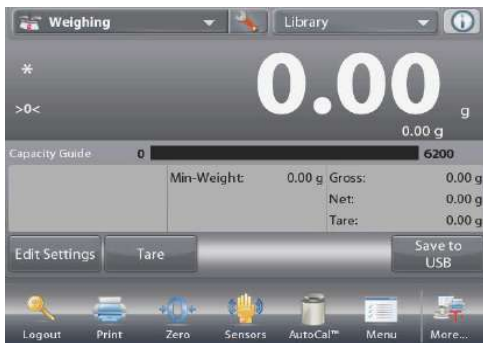 Weighing Library
*
>0<
0.00 g
0.00 g
Capacity Guide 0 6200
Min-Weight: 0.00 g Gross: 0.00 g
Net: 0.00 g
Tare: 0.00 g
Edit Settings Tare Save to USB
Logout Print Zero Sensors AutoCal™ Menu More...